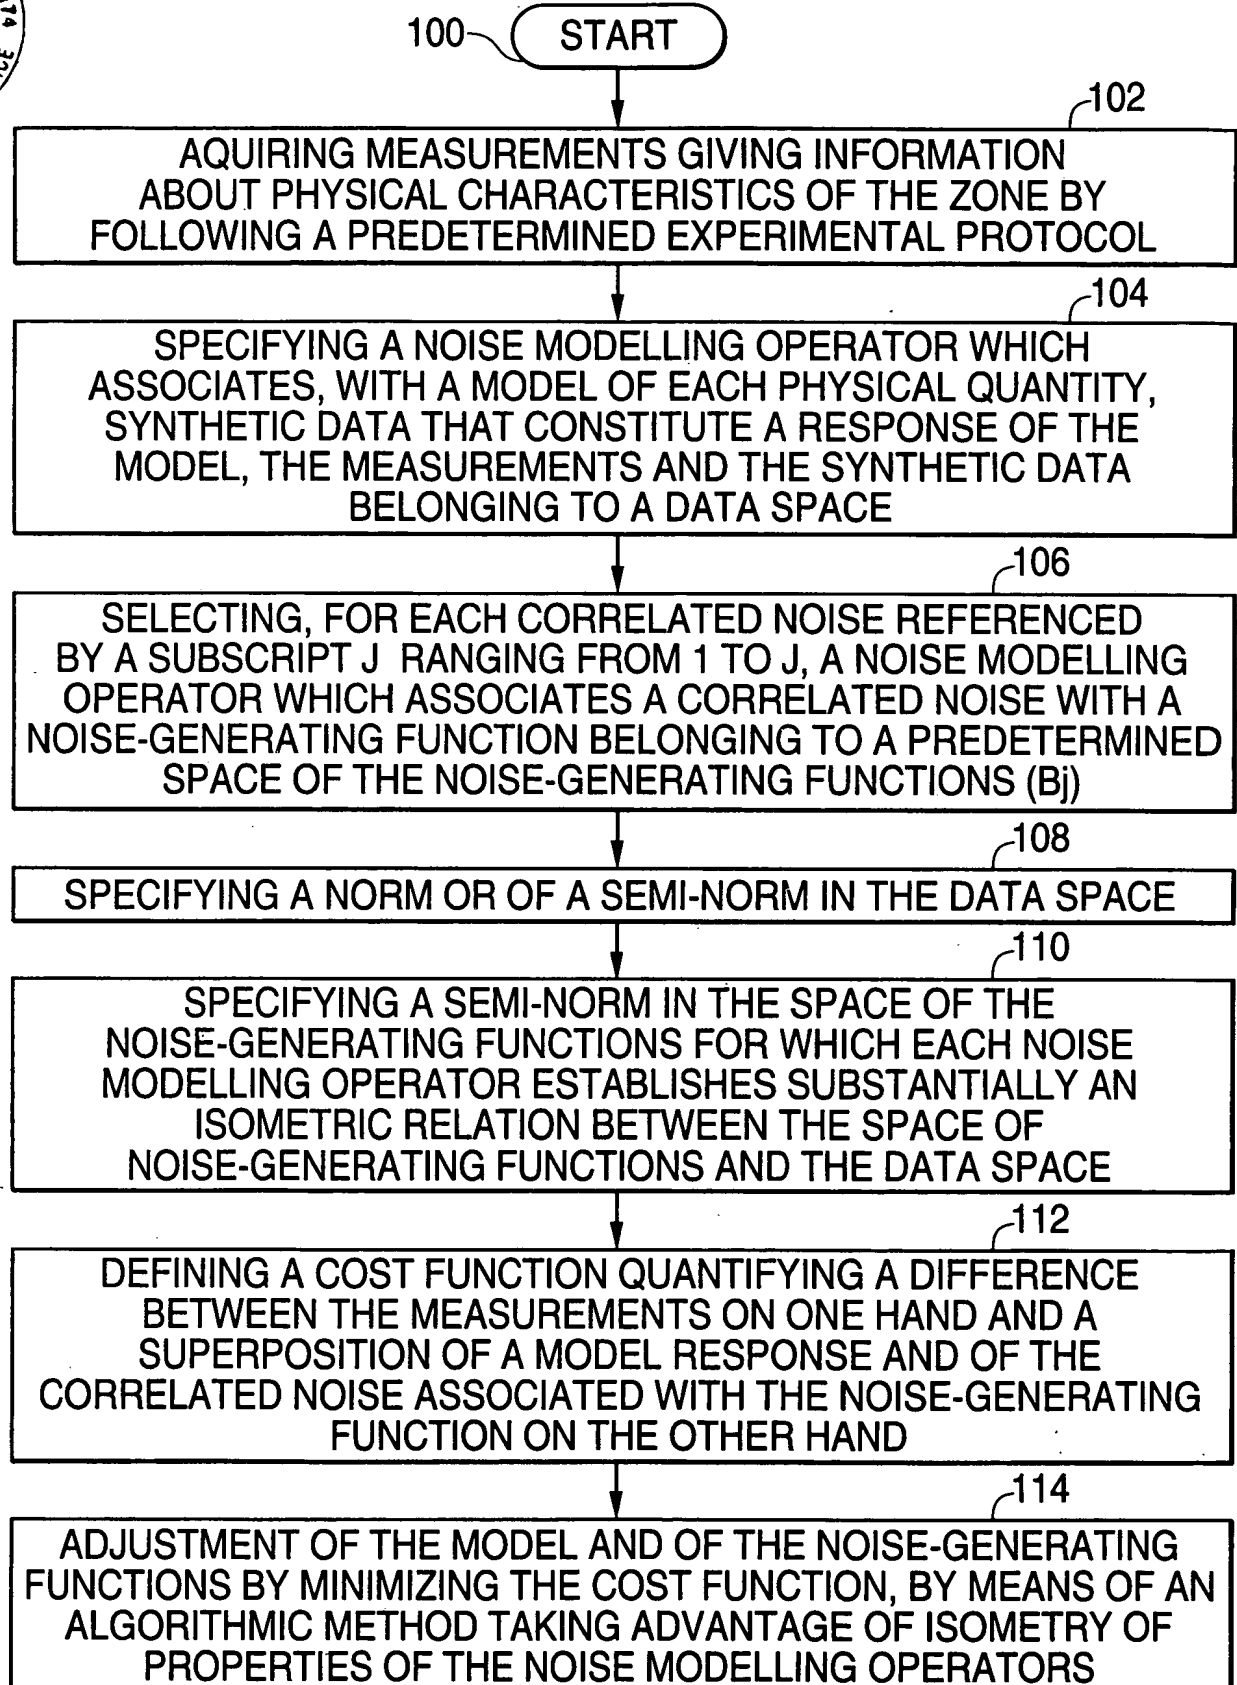 174
CE
100
START
102
AQUIRING MEASUREMENTS GIVING INFORMATION
ABOUT PHYSICAL CHARACTERISTICS OF THE ZONE BY
FOLLOWING A PREDETERMINED EXPERIMENTAL PROTOCOL
104
SPECIFYING A NOISE MODELLING OPERATOR WHICH
ASSOCIATES, WITH A MODEL OF EACH PHYSICAL QUANTITY,
SYNTHETIC DATA THAT CONSTITUTE A RESPONSE OF THE
MODEL, THE MEASUREMENTS AND THE SYNTHETIC DATA
BELONGING TO A DATA SPACE
106
SELECTING, FOR EACH CORRELATED NOISE REFERENCED
BY A SUBSCRIPT J RANGING FROM 1 TO J, A NOISE MODELLING
OPERATOR WHICH ASSOCIATES A CORRELATED NOISE WITH A
NOISE-GENERATING FUNCTION BELONGING TO A PREDETERMINED
SPACE OF THE NOISE-GENERATING FUNCTIONS (Bj)
108
SPECIFYING A NORM OR OF A SEMI-NORM IN THE DATA SPACE
110
SPECIFYING A SEMI-NORM IN THE SPACE OF THE
NOISE-GENERATING FUNCTIONS FOR WHICH EACH NOISE
MODELLING OPERATOR ESTABLISHES SUBSTANTIALLY AN
ISOMETRIC RELATION BETWEEN THE SPACE OF
NOISE-GENERATING FUNCTIONS AND THE DATA SPACE
112
DEFINING A COST FUNCTION QUANTIFYING A DIFFERENCE
BETWEEN THE MEASUREMENTS ON ONE HAND AND A
SUPERPOSITION OF A MODEL RESPONSE AND OF THE
CORRELATED NOISE ASSOCIATED WITH THE NOISE-GENERATING
FUNCTION ON THE OTHER HAND
114
ADJUSTMENT OF THE MODEL AND OF THE NOISE-GENERATING
FUNCTIONS BY MINIMIZING THE COST FUNCTION, BY MEANS OF AN
ALGORITHMIC METHOD TAKING ADVANTAGE OF ISOMETRY OF
PROPERTIES OF THE NOISE MODELLING OPERATORS